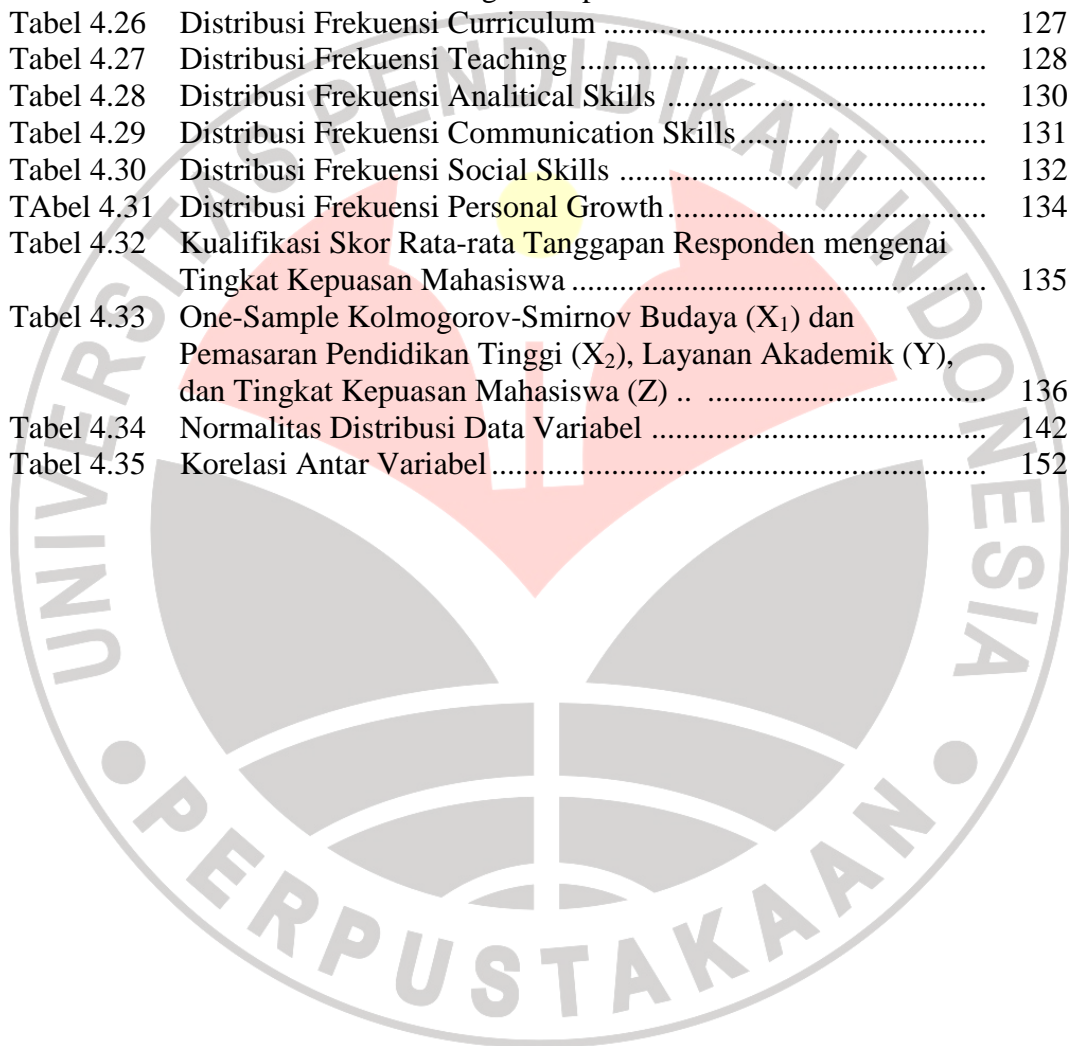 Tabel 4.26 Distribusi Frekuensi Curriculum ................................................... 127
Tabel 4.27 Distribusi Frekuensi Teaching ...................................................... 128
Tabel 4.28 Distribusi Frekuensi Analitical Skills .......................................... 130
Tabel 4.29 Distribusi Frekuensi Communication Skills ................................. 131
Tabel 4.30 Distribusi Frekuensi Social Skills ................................................. 132
TAbel 4.31 Distribusi Frekuensi Personal Growth .......................................... 134
Tabel 4.32 Kualifikasi Skor Rata-rata Tanggapan Responden mengenai
Tingkat Kepuasan Mahasiswa ....................................................... 135
Tabel 4.33 One-Sample Kolmogorov-Smirnov Budaya (X₁) dan
Pemasaran Pendidikan Tinggi (X₂), Layanan Akademik (Y),
dan Tingkat Kepuasan Mahasiswa (Z) .. ..................................... 136
Tabel 4.34 Normalitas Distribusi Data Variabel ............................................. 142
Tabel 4.35 Korelasi Antar Variabel .................................................................. 152
UNIVERSITAS PENDIDIKAN INDONESIA
PERPUSTAKAAN